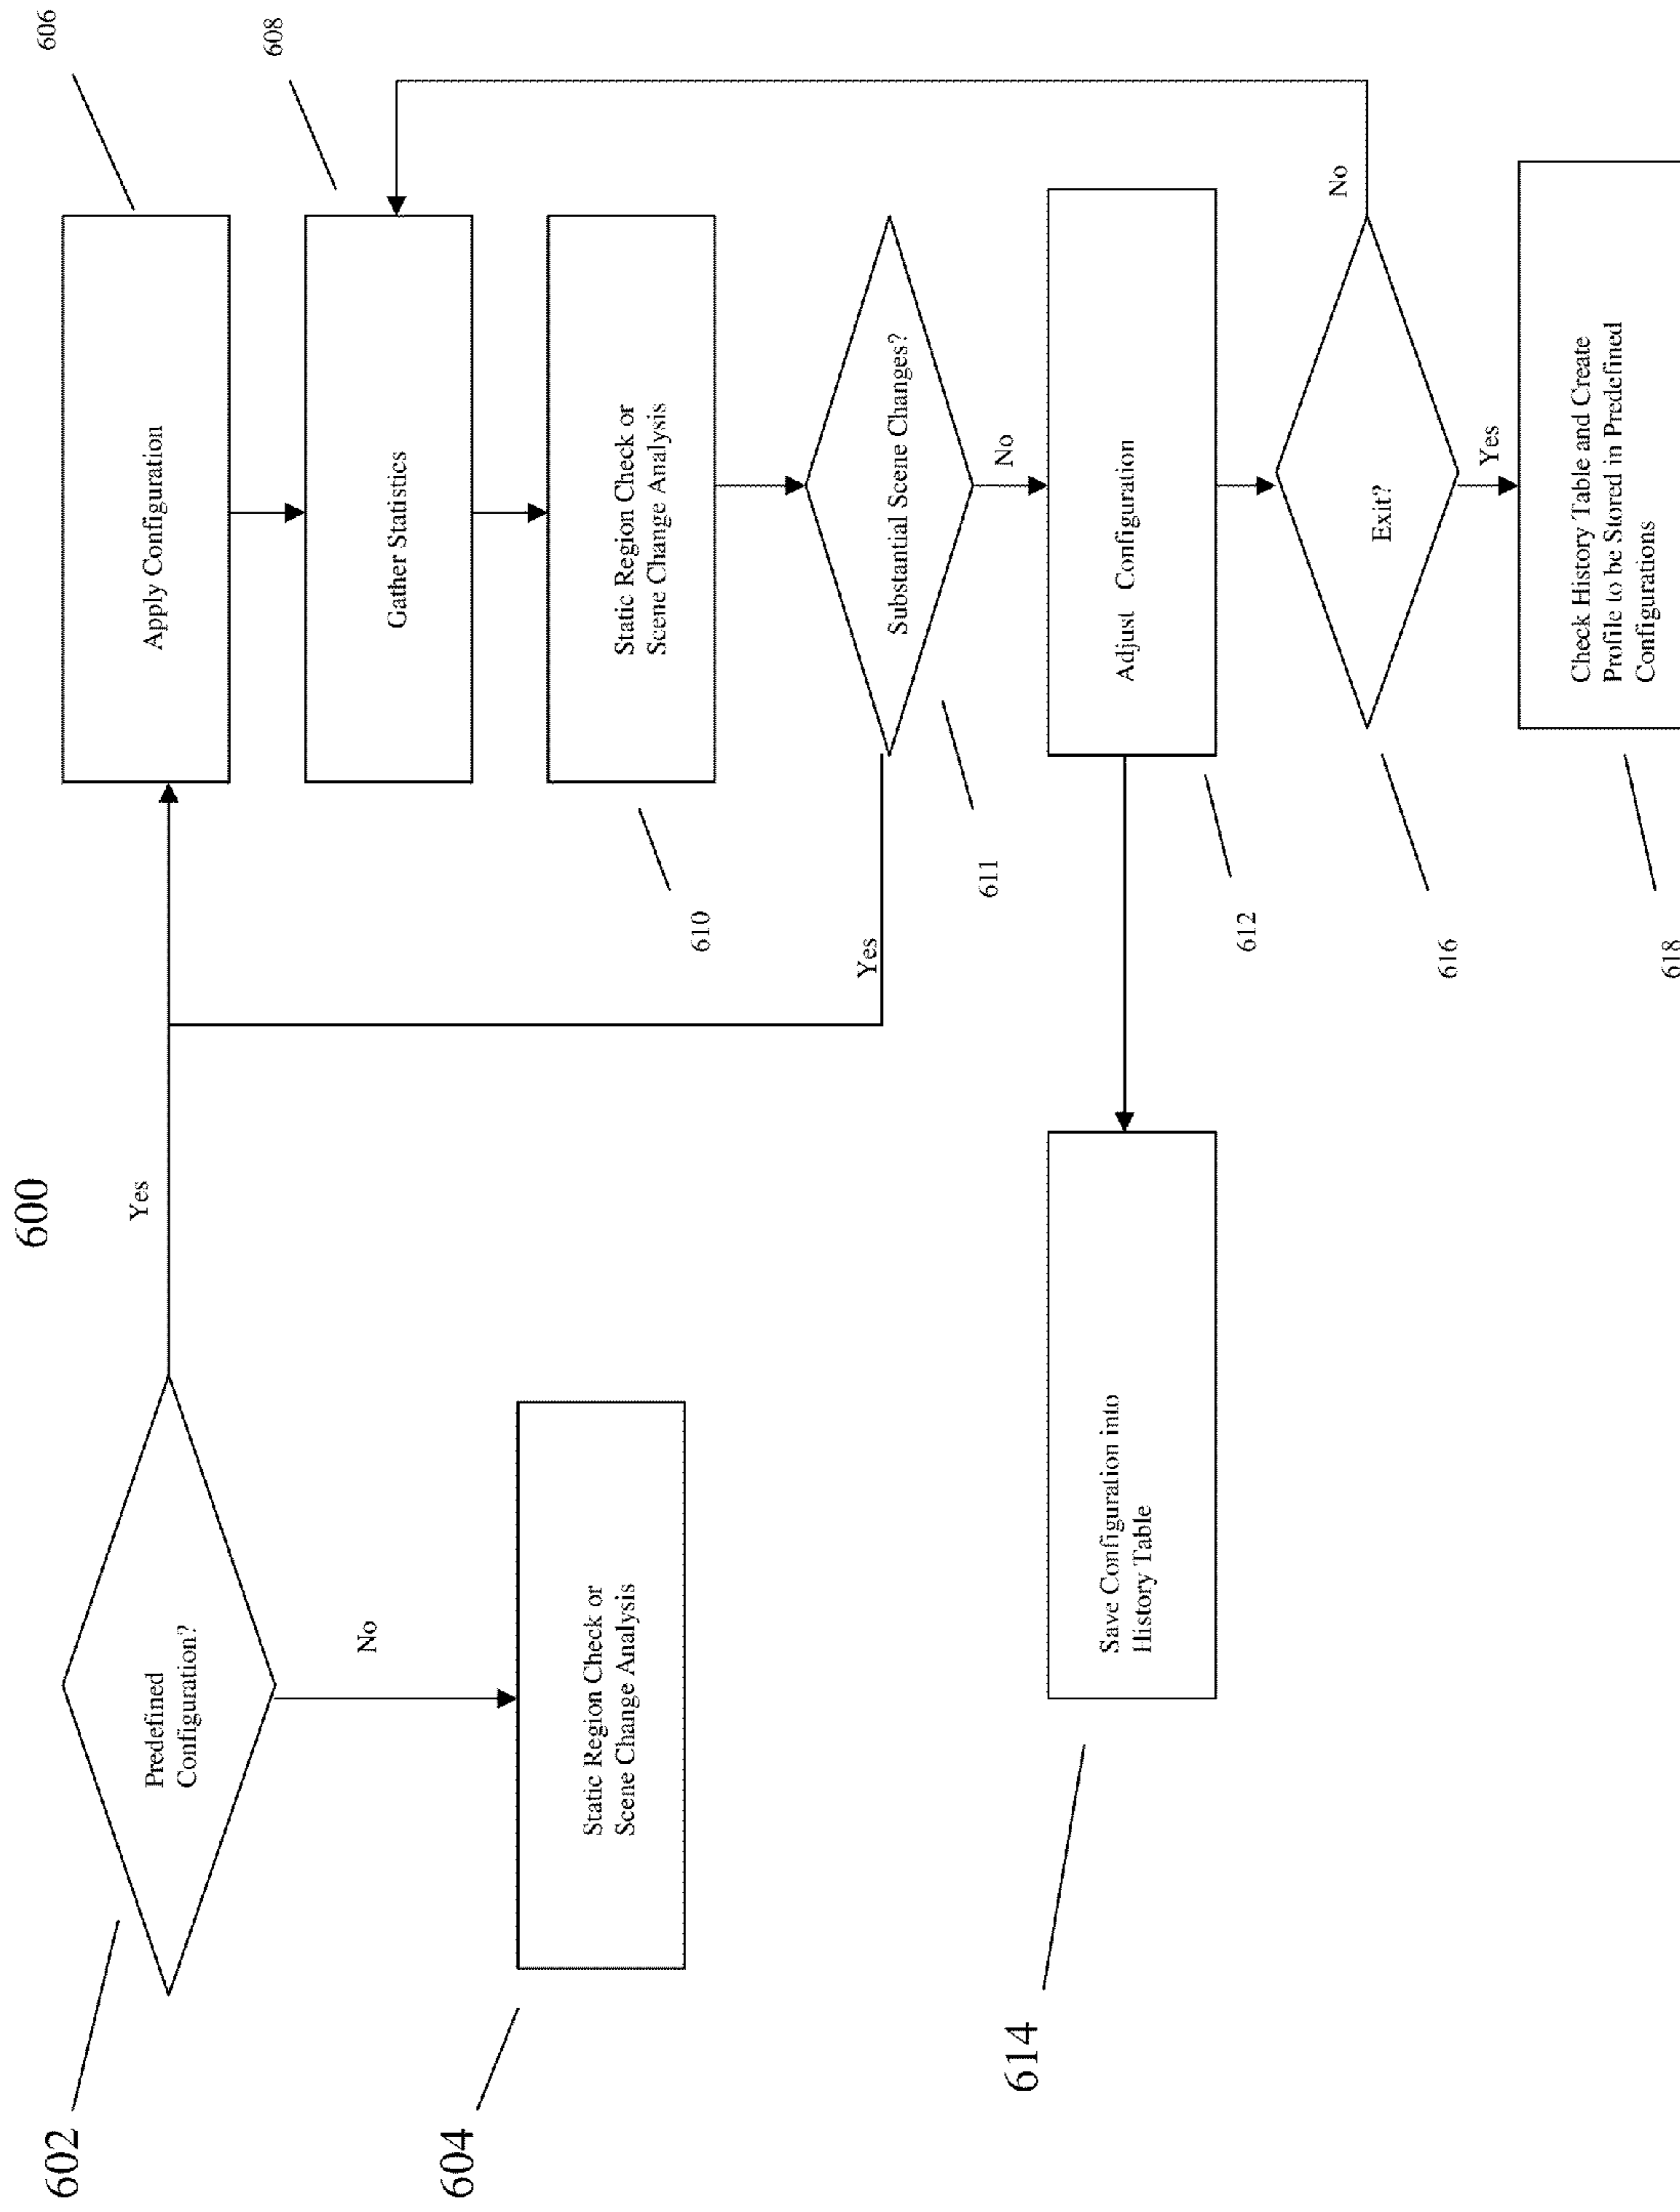 600
602
Predefined
Configuration?
Yes
No
604
Static Region Check or
Scene Change Analysis
606
Apply Configuration
608
Gather Statistics
610
Static Region Check or
Scene Change Analysis
611
Substantial Scene Changes?
Yes
No
612
Adjust Configuration
614
Save Configuration into
History Table
616
Exit?
No
Yes
618
Check History Table and Create
Profile to be Stored in Predefined
Configurations